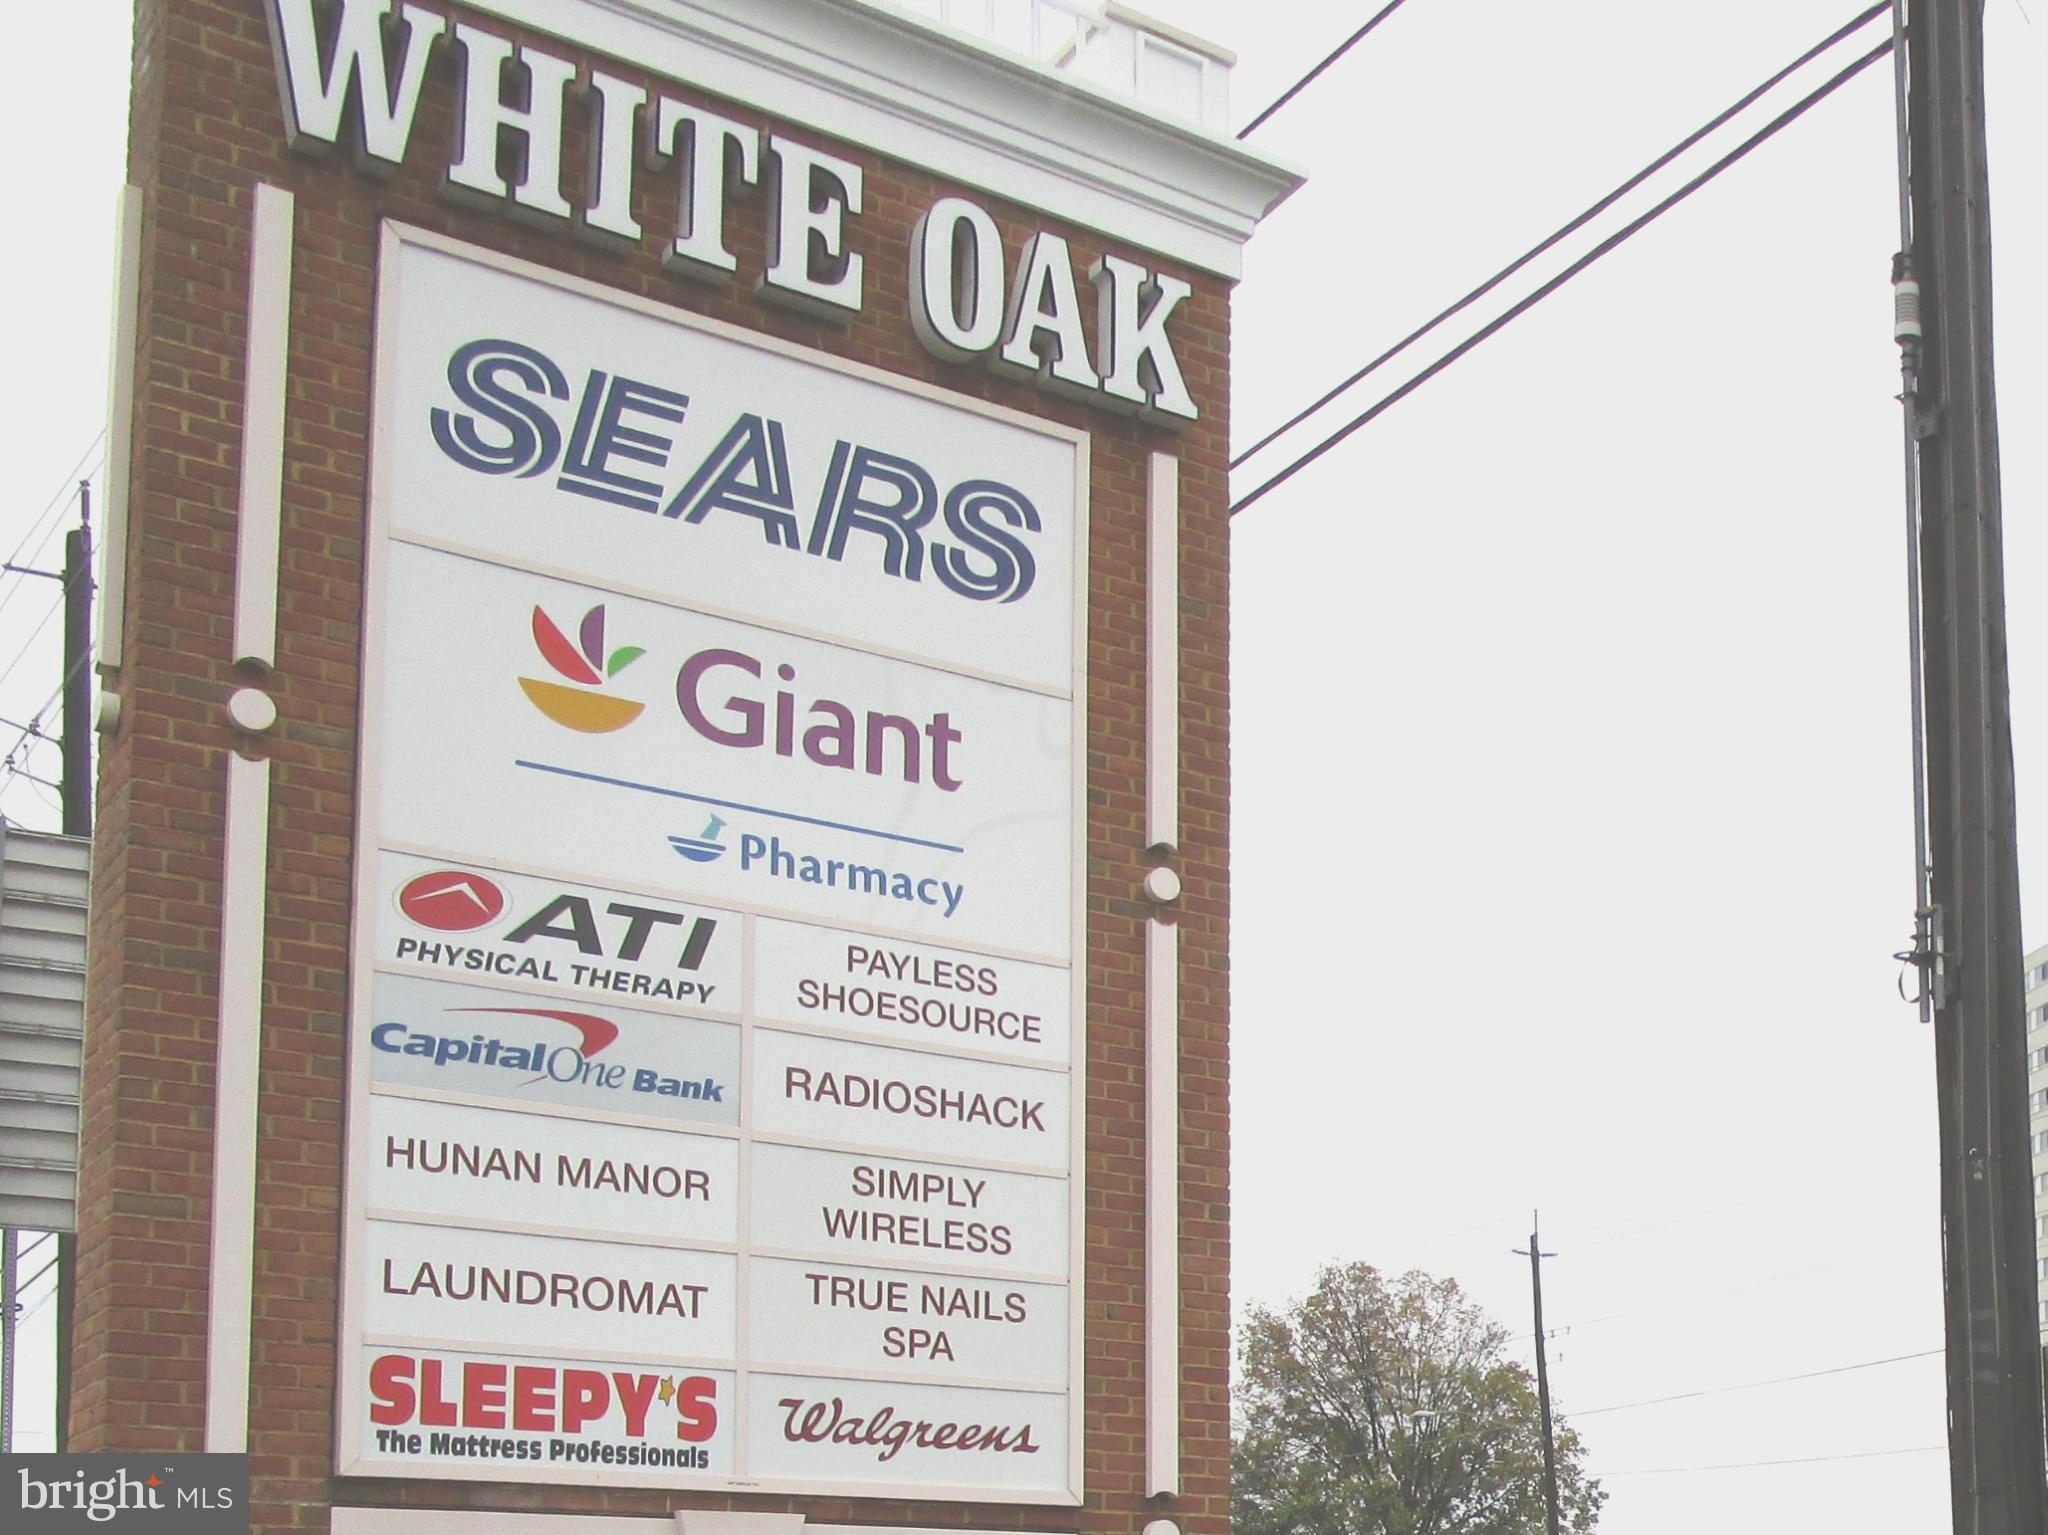 WHITE OAK
SEARS
Giant
Pharmacy
ATI
PHYSICAL THERAPY
PAYLESS
SHOESOURCE
Capital One Bank
RADIOSHACK
HUNAN MANOR
SIMPLY
WIRELESS
LAUNDROMAT
TRUE NAILS
SPA
SLEEPY'S
The Mattress Professionals
Walgreens
bright™ MLS